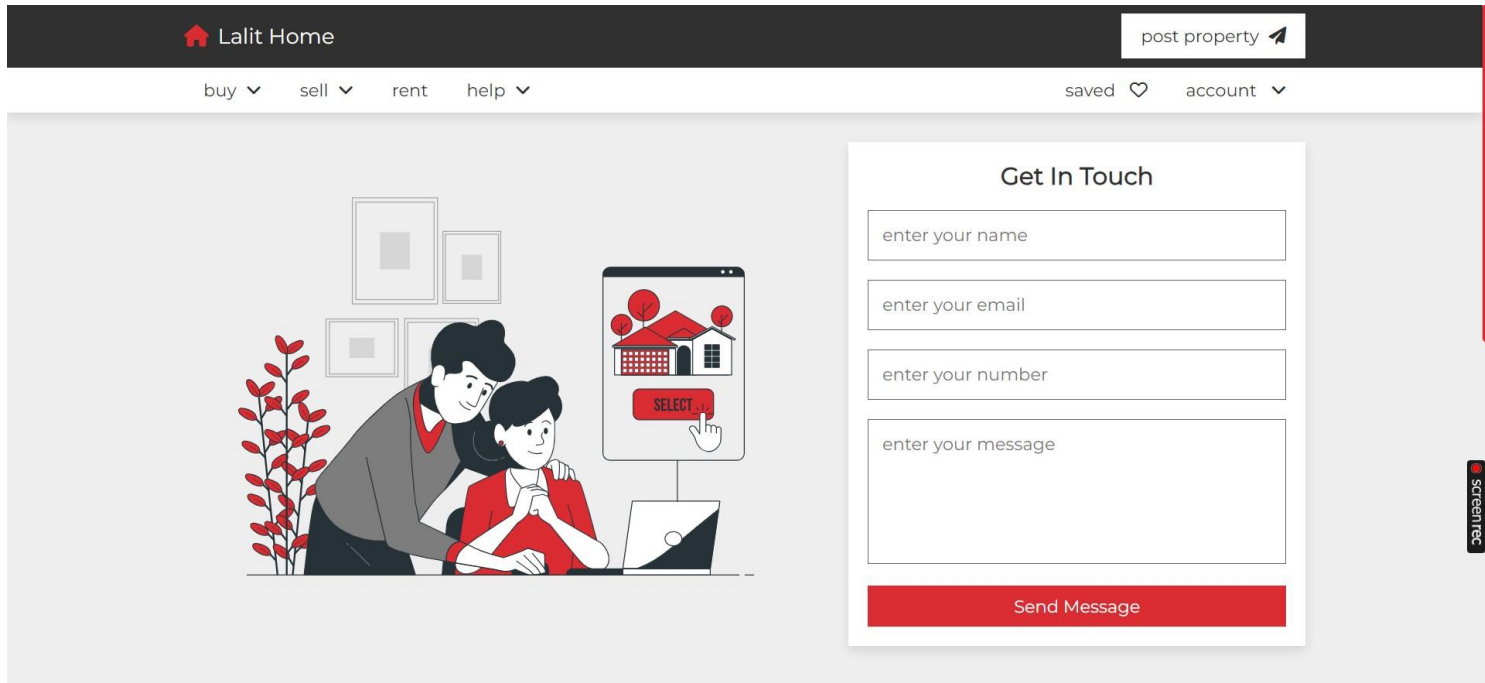 Lalit Home
post property
buy sell rent help saved account
Get In Touch
enter your name
enter your email
enter your number
enter your message
SELECT
Send Message
screenrec